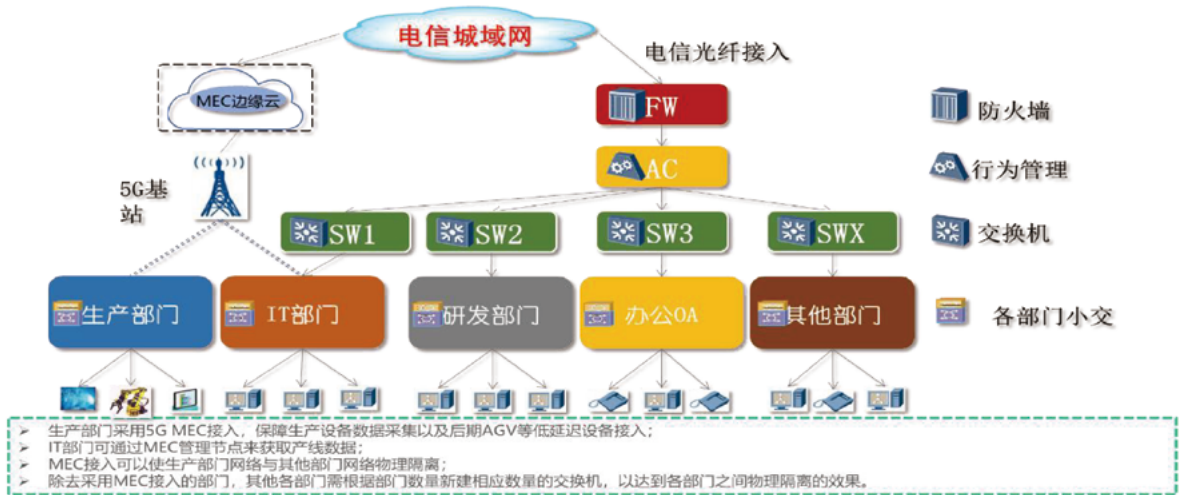 电信城域网
电信光纤接入
MEC边缘云
FW
防火墙
AC
行为管理
5G基
站
SW1
SW2
SW3
SWX
交换机
生产部门
IT部门
研发部门
办公OA
其他部门
各部门小交
生产部门采用5G MEC接入，保障生产设备数据采集以及后期AGV等低延迟设备接入；
IT部门可通过MEC管理节点来获取产线数据；
MEC接入可以使生产部门网络与其他部门网络物理隔离；
除去采用MEC接入的部门，其他各部门需根据部门数量新建相应数量的交换机，以达到各部门之间物理隔离的效果。